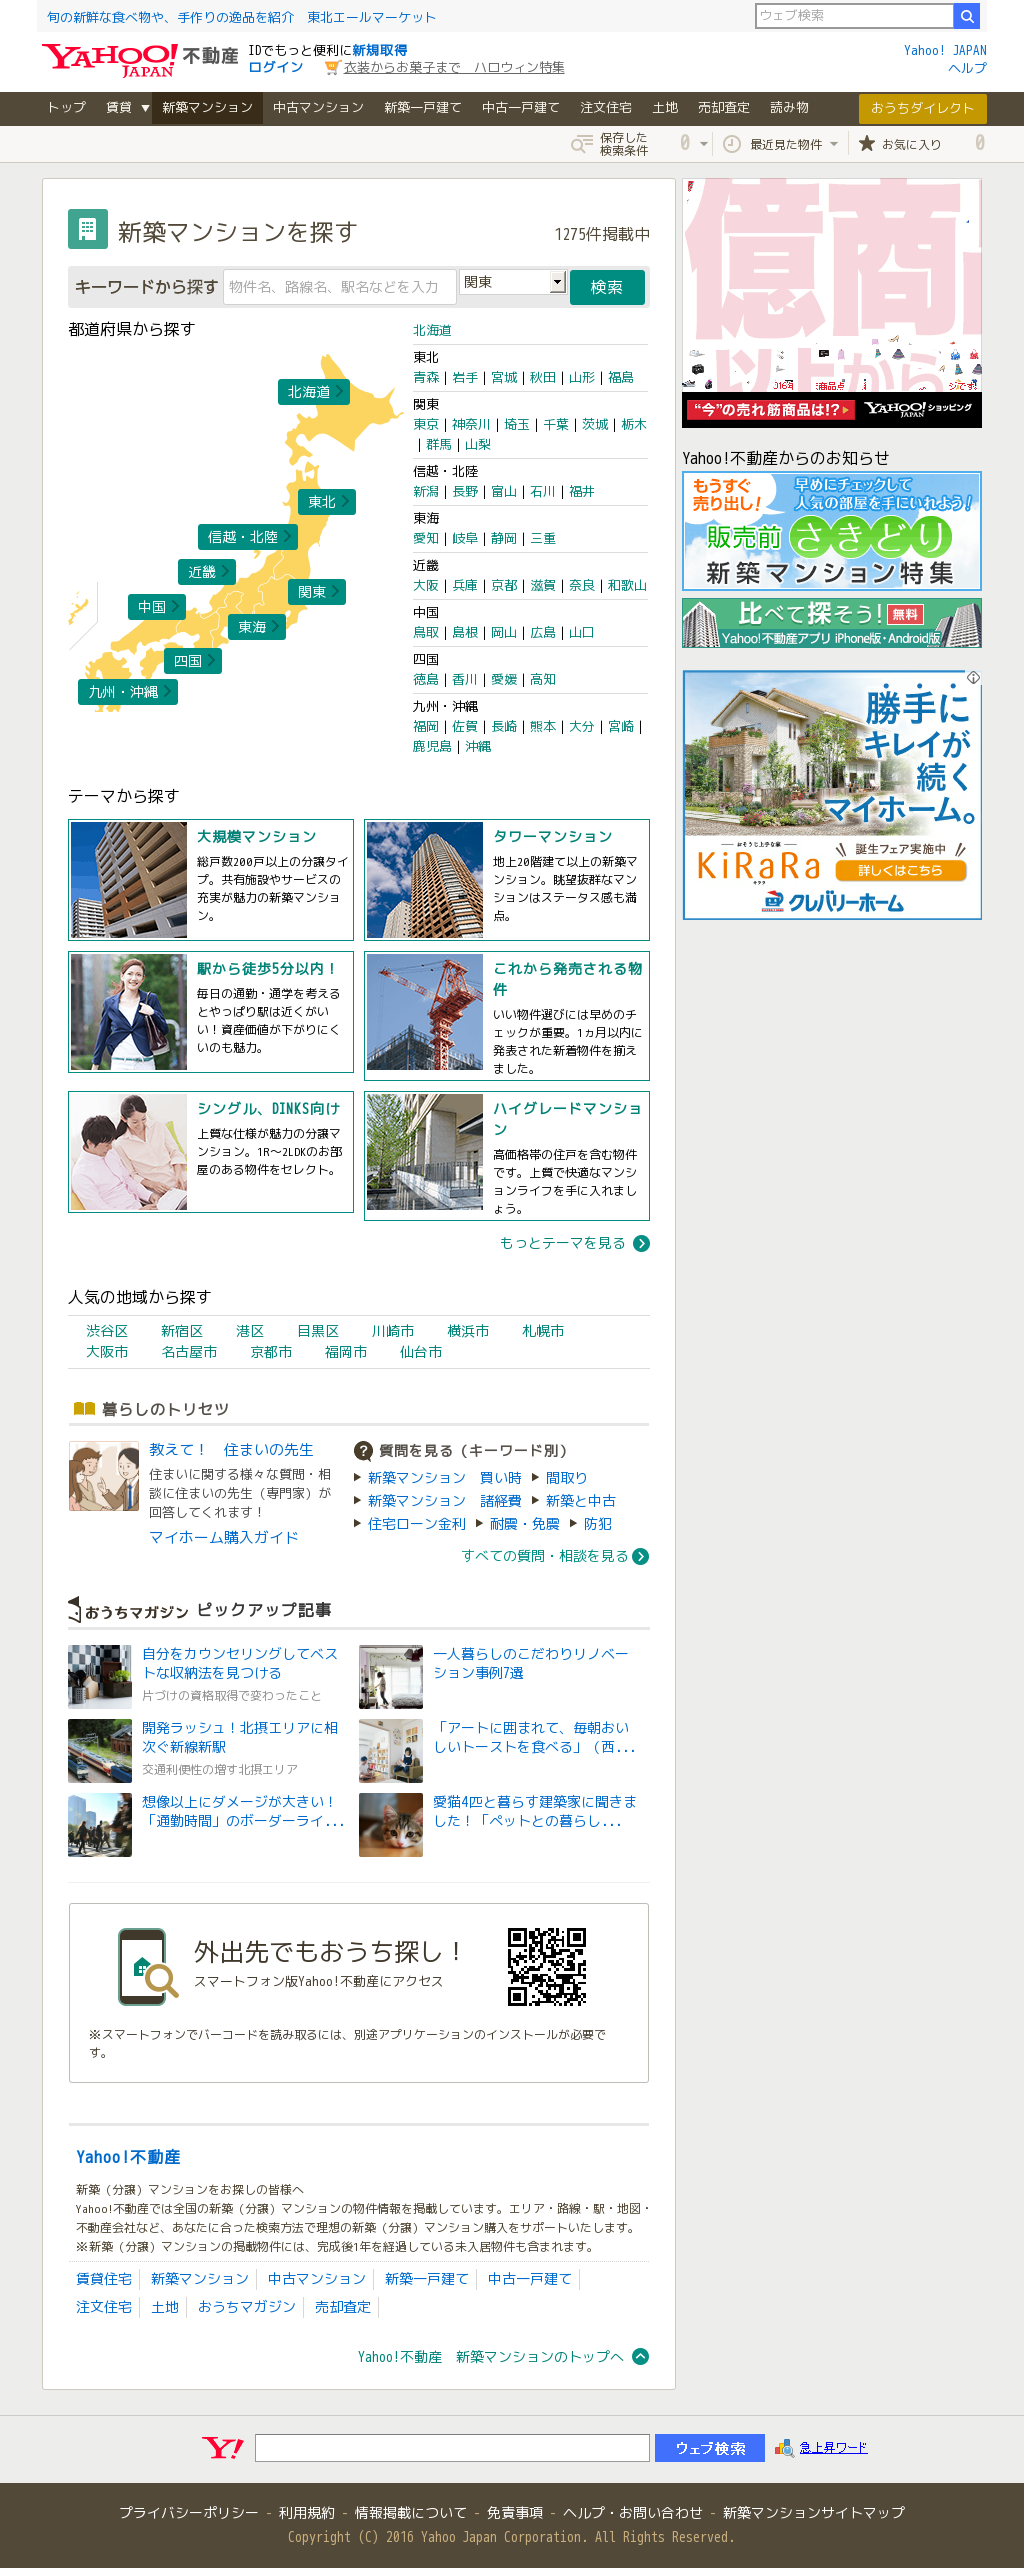 旬の新鮮な食べ物や、手作りの逸品を紹介　東北エールマーケット
ウェブ検索
YAHOO! JAPAN 不動産
IDでもっと便利に新規取得
ログイン
衣装からお菓子まで　ハロウィン特集
Yahoo! JAPAN
ヘルプ
トップ 賃貸 ▼ 新築マンション 中古マンション 新築一戸建て 中古一戸建て 注文住宅 土地 売却査定 読み物 おうちダイレクト
保存した検索条件 0 最近見た物件 お気に入り 0
新築マンションを探す
1275件掲載中
キーワードから探す 物件名、路線名、駅名などを入力 関東 検索
都道府県から探す
北海道
東北
信越・北陸
近畿
関東
中国
東海
四国
九州・沖縄
北海道
東北
青森 | 岩手 | 宮城 | 秋田 | 山形 | 福島
関東
東京 | 神奈川 | 埼玉 | 千葉 | 茨城 | 栃木
| 群馬 | 山梨
信越・北陸
新潟 | 長野 | 富山 | 石川 | 福井
東海
愛知 | 岐阜 | 静岡 | 三重
近畿
大阪 | 兵庫 | 京都 | 滋賀 | 奈良 | 和歌山
中国
鳥取 | 島根 | 岡山 | 広島 | 山口
四国
徳島 | 香川 | 愛媛 | 高知
九州・沖縄
福岡 | 佐賀 | 長崎 | 熊本 | 大分 | 宮崎 |
鹿児島 | 沖縄
テーマから探す
大規模マンション
総戸数200戸以上の分譲タイ
プ。共有施設やサービスの
充実が魅力の新築マンショ
ン。
タワーマンション
地上20階建て以上の新築マ
ンション。眺望抜群なマン
ションはステータス感も満
点。
駅から徒歩5分以内！
毎日の通勤・通学を考える
とやっぱり駅は近くがい
い！資産価値が下がりにく
いのも魅力。
これから発売される物
件
いい物件選びには早めのチ
ェックが重要。1ヵ月以内に
発表された新着物件を揃え
ました。
シングル、DINKS向け
上質な仕様が魅力の分譲マ
ンション。1R～2LDKのお部
屋のある物件をセレクト。
ハイグレードマンショ
ン
高価格帯の住戸を含む物件
です。上質で快適なマンシ
ョンライフを手に入れまし
ょう。
もっとテーマを見る
人気の地域から探す
渋谷区 新宿区 港区 目黒区 川崎市 横浜市 札幌市
大阪市 名古屋市 京都市 福岡市 仙台市
暮らしのトリセツ
教えて！　住まいの先生
住まいに関する様々な質問・相
談に住まいの先生（専門家）が
回答してくれます！
マイホーム購入ガイド
質問を見る（キーワード別）
新築マンション　買い時 間取り
新築マンション　諸経費 新築と中古
住宅ローン金利 耐震・免震 防犯
すべての質問・相談を見る
おうちマガジン ピックアップ記事
自分をカウンセリングしてベス
トな収納法を見つける
片づけの資格取得で変わったこと
一人暮らしのこだわりリノベー
ション事例7選
開発ラッシュ！北摂エリアに相
次ぐ新線新駅
交通利便性の増す北摂エリア
「アートに囲まれて、毎朝おい
しいトーストを食べる」（西...
想像以上にダメージが大きい！
「通勤時間」のボーダーライ...
愛猫4匹と暮らす建築家に聞きま
した！「ペットとの暮らし...
外出先でもおうち探し！
スマートフォン版Yahoo!不動産にアクセス
※スマートフォンでバーコードを読み取るには、別途アプリケーションのインストールが必要で
す。
Yahoo!不動産
新築（分譲）マンションをお探しの皆様へ
Yahoo!不動産では全国の新築（分譲）マンションの物件情報を掲載しています。エリア・路線・駅・地図・
不動産会社など、あなたに合った検索方法で理想の新築（分譲）マンション購入をサポートいたします。
※新築（分譲）マンションの掲載物件には、完成後1年を経過している未入居物件も含まれます。
賃貸住宅 新築マンション 中古マンション 新築一戸建て 中古一戸建て
注文住宅 土地 おうちマガジン 売却査定
Yahoo!不動産　新築マンションのトップへ
億商
以上から
“今”の売れ筋商品は!? YAHOO! JAPAN ショッピング
Yahoo!不動産からのお知らせ
もうすぐ売り出し！ 早めにチェックして人気の部屋を手にいれよう！
販売前 さきどり
新築マンション特集
比べて探そう！ 無料
Yahoo!不動産アプリ iPhone版・Android版
勝手に
キレイが
続く
マイホーム。
おそうじ上手な家
KiRaRa
キララ
誕生フェア実施中
詳しくはこちら
クレバリーホーム
Y! ウェブ検索 急上昇ワード
プライバシーポリシー - 利用規約 - 情報掲載について - 免責事項 - ヘルプ・お問い合わせ - 新築マンションサイトマップ
Copyright (C) 2016 Yahoo Japan Corporation. All Rights Reserved.